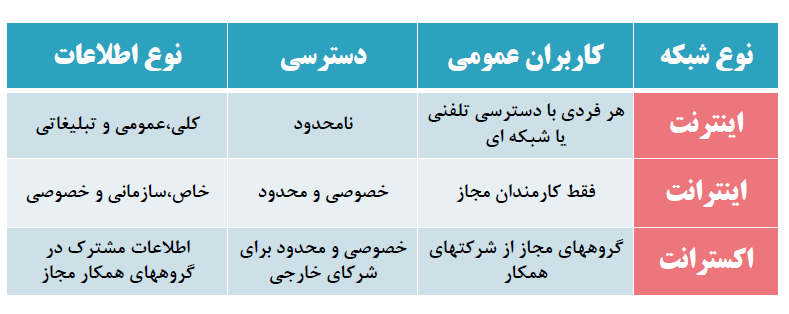 نوع شبکه
کاربران عمومی
دسترسی
نوع اطلاعات
اینترنت
هر فردی با دسترسی تلفنی
یا شبکه ای
نامحدود
کلی،عمومی و تبلیغاتی
اینترانت
فقط کارمندان مجاز
خصوصی و محدود
خاص،سازمانی و خصوصی
اکسترانت
گروههای مجاز از شرکتهای
همکار
خصوصی و محدود برای
شرکای خارجی
اطلاعات مشترک در
گروههای همکار مجاز